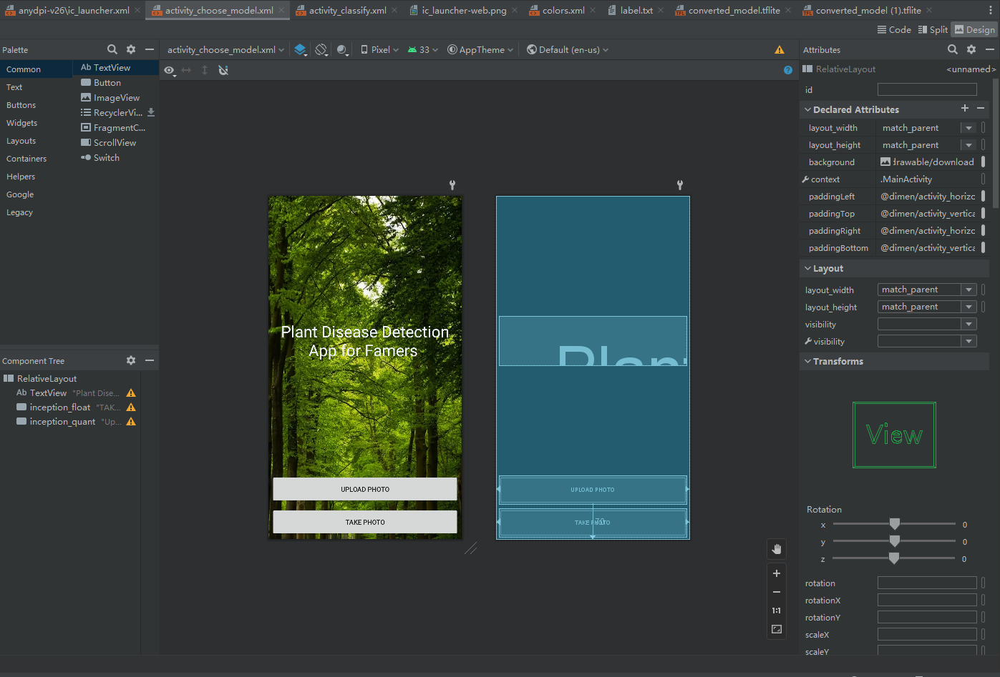 anydpi-v26\ic_launcher.xml
activity_choose_model.xml
activity_classify.xml
ic_launcher-web.png
colors.xml
label.txt
converted_model.tflite
converted_model (1).tflite
Code
Split
Design
Palette
activity_choose_model.xml
Pixel
33
AppTheme
Default (en-us)
Attributes
Common
Text
Buttons
Widgets
Layouts
Containers
Helpers
Google
Legacy
Ab TextView
Button
ImageView
RecyclerVi...
FragmentC...
ScrollView
Switch
?
Plant Disease Detection
App for Famers
UPLOAD PHOTO
TAKE PHOTO
Plant
UPLOAD PHOTO
TAKE PHOTO
70
1:1
Component Tree
RelativeLayout
Ab TextView "Plant Dise...
inception_float "TAK...
inception_quant "Up...
RelativeLayout
<unnamed>
id
Declared Attributes
layout_width match_parent
layout_height match_parent
background drawable/download
context .MainActivity
paddingLeft @dimen/activity_horizo
paddingTop @dimen/activity_vertica
paddingRight @dimen/activity_horizo
paddingBottom @dimen/activity_vertica
Layout
layout_width match_parent
layout_height match_parent
visibility
visibility
Transforms
View
Rotation
x 0
y 0
z 0
rotation
rotationX
rotationY
scaleX
scaleY